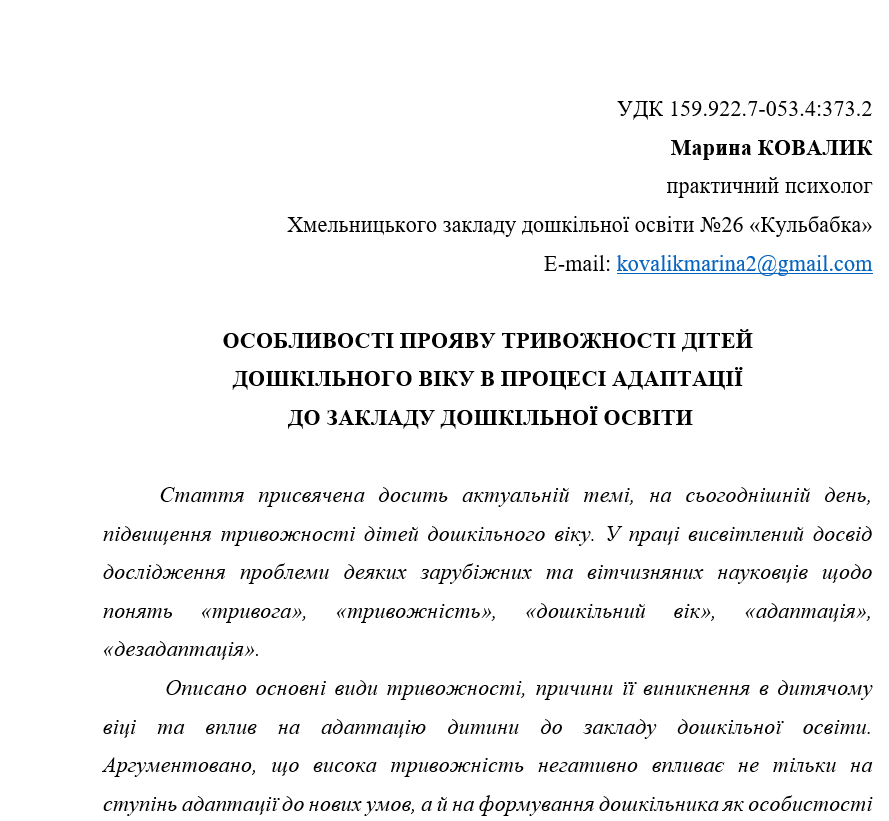 УДК 159.922.7-053.4:373.2
Марина КОВАЛИК
практичний психолог
Хмельницького закладу дошкільної освіти №26 «Кульбабка»
E-mail: kovalikmarina2@gmail.com
ОСОБЛИВОСТІ ПРОЯВУ ТРИВОЖНОСТІ ДІТЕЙ
ДОШКІЛЬНОГО ВІКУ В ПРОЦЕСІ АДАПТАЦІЇ
ДО ЗАКЛАДУ ДОШКІЛЬНОЇ ОСВІТИ
Стаття присвячена досить актуальній темі, на сьогоднішній день,
підвищення тривожності дітей дошкільного віку. У праці висвітлений досвід
дослідження проблеми деяких зарубіжних та вітчизняних науковців щодо
понять «тривога», «тривожність», «дошкільний вік», «адаптація»,
«дезадаптація».
Описано основні види тривожності, причини її виникнення в дитячому
віці та вплив на адаптацію дитини до закладу дошкільної освіти.
Аргументовано, що висока тривожність негативно впливає не тільки на
ступінь адаптації до нових умов, а й на формування дошкільника як особистості